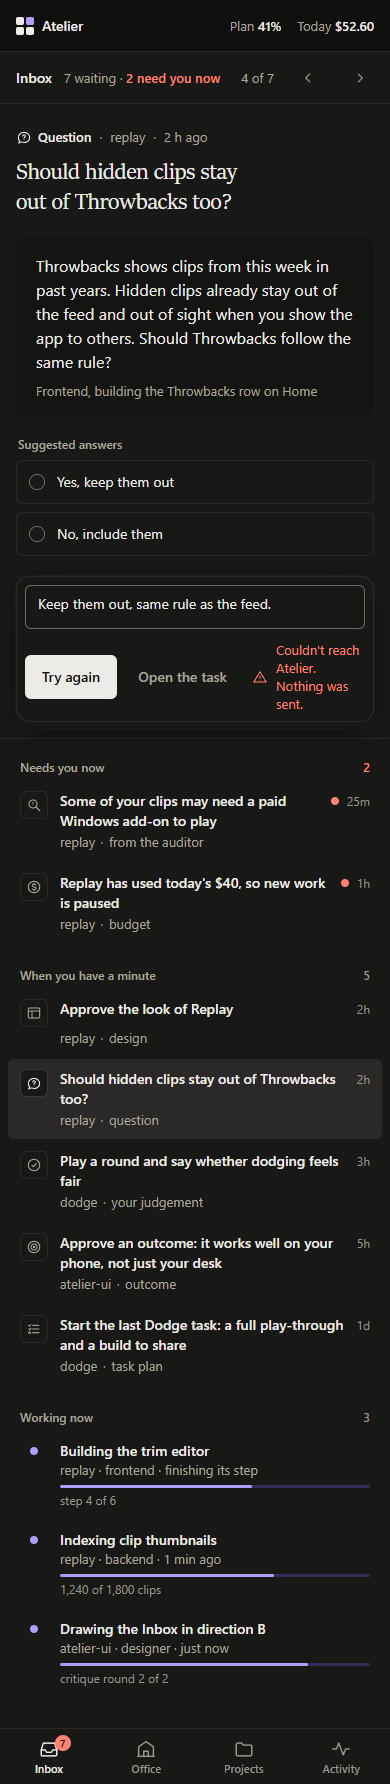 Atelier Plan 41% Today $52.60
Inbox 7 waiting · 2 need you now 4 of 7
Question · replay · 2 h ago
Should hidden clips stay
out of Throwbacks too?
Throwbacks shows clips from this week in
past years. Hidden clips already stay out of
the feed and out of sight when you show the
app to others. Should Throwbacks follow the
same rule?
Frontend, building the Throwbacks row on Home
Suggested answers
Yes, keep them out
No, include them
Keep them out, same rule as the feed.
Try again
Open the task
Couldn't reach
Atelier.
Nothing was
sent.
Needs you now 2
Some of your clips may need a paid 25m
Windows add-on to play
replay · from the auditor
Replay has used today's $40, so new work 1h
is paused
replay · budget
When you have a minute 5
Approve the look of Replay 2h
replay · design
Should hidden clips stay out of Throwbacks 2h
too?
replay · question
Play a round and say whether dodging feels 3h
fair
dodge · your judgement
Approve an outcome: it works well on your 5h
phone, not just your desk
atelier-ui · outcome
Start the last Dodge task: a full play-through 1d
and a build to share
dodge · task plan
Working now 3
Building the trim editor
replay · frontend · finishing its step
step 4 of 6
Indexing clip thumbnails
replay · backend · 1 min ago
1,240 of 1,800 clips
Drawing the Inbox in direction B
atelier-ui · designer · just now
critique round 2 of 2
7
Inbox Office Projects Activity